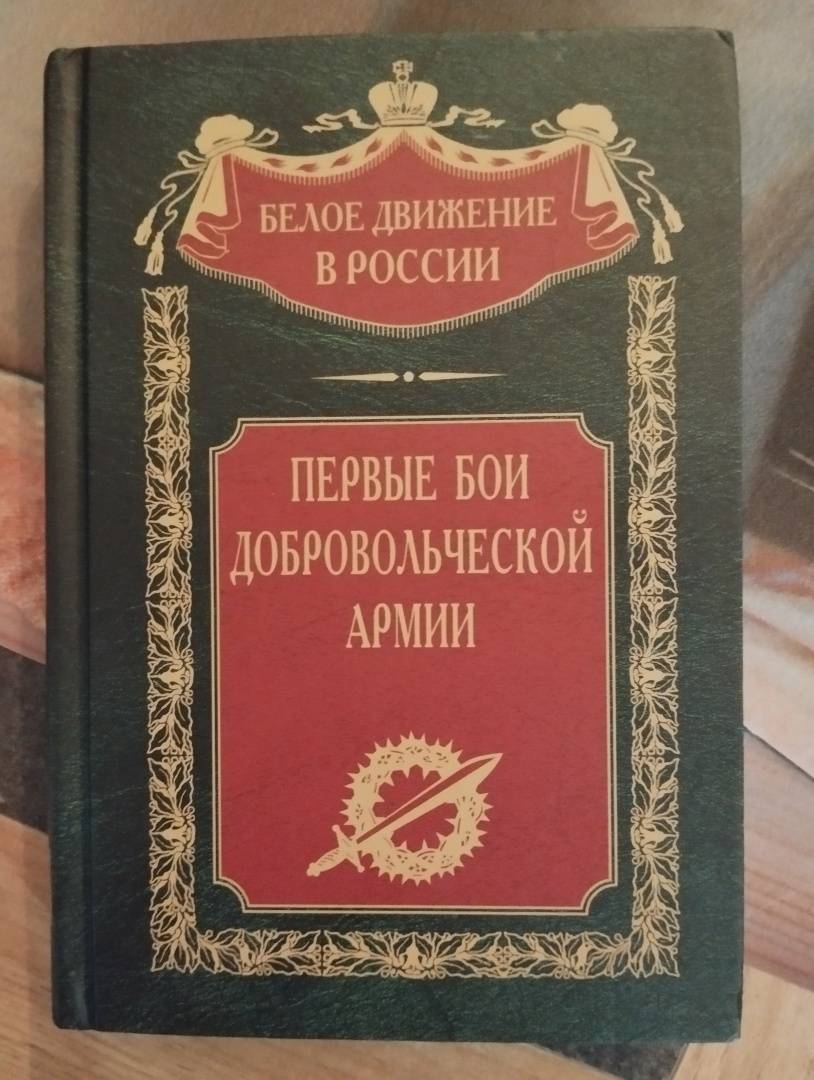 БЕЛОЕ ДВИЖЕНИЕ
В РОССИИ
ПЕРВЫЕ БОИ
ДОБРОВОЛЬЧЕСКОЙ
АРМИИ